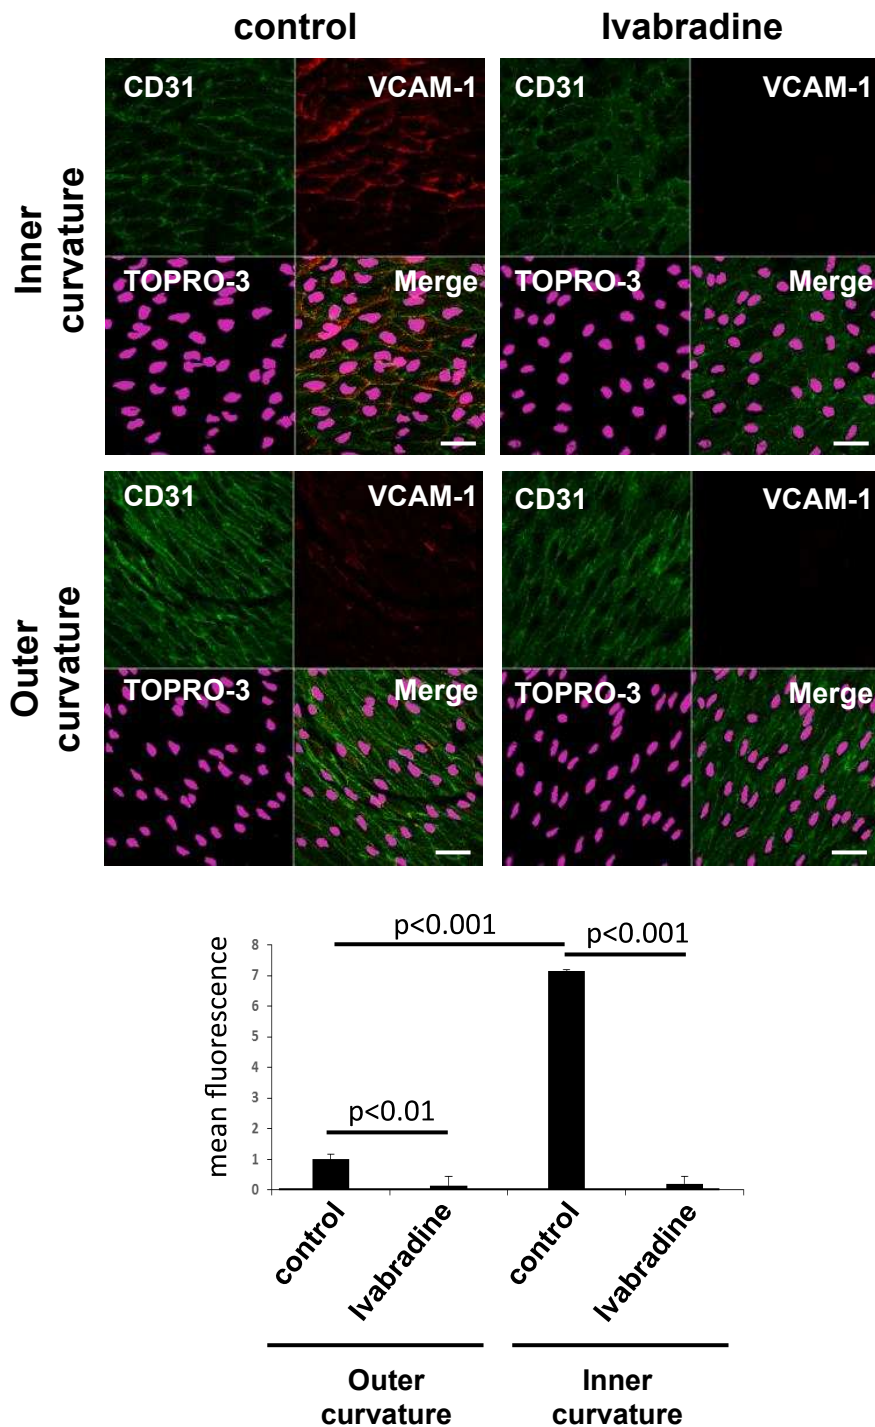 control Ivabradine
Inner
curvature
CD31 VCAM-1 CD31 VCAM-1
TOPRO-3 Merge TOPRO-3 Merge
Outer
curvature
CD31 VCAM-1 CD31 VCAM-1
TOPRO-3 Merge TOPRO-3 Merge
mean fluorescence
8
7
6
5
4
3
2
1
0
p<0.001
p<0.001
p<0.01
control
Ivabradine
control
Ivabradine
Outer
curvature
Inner
curvature